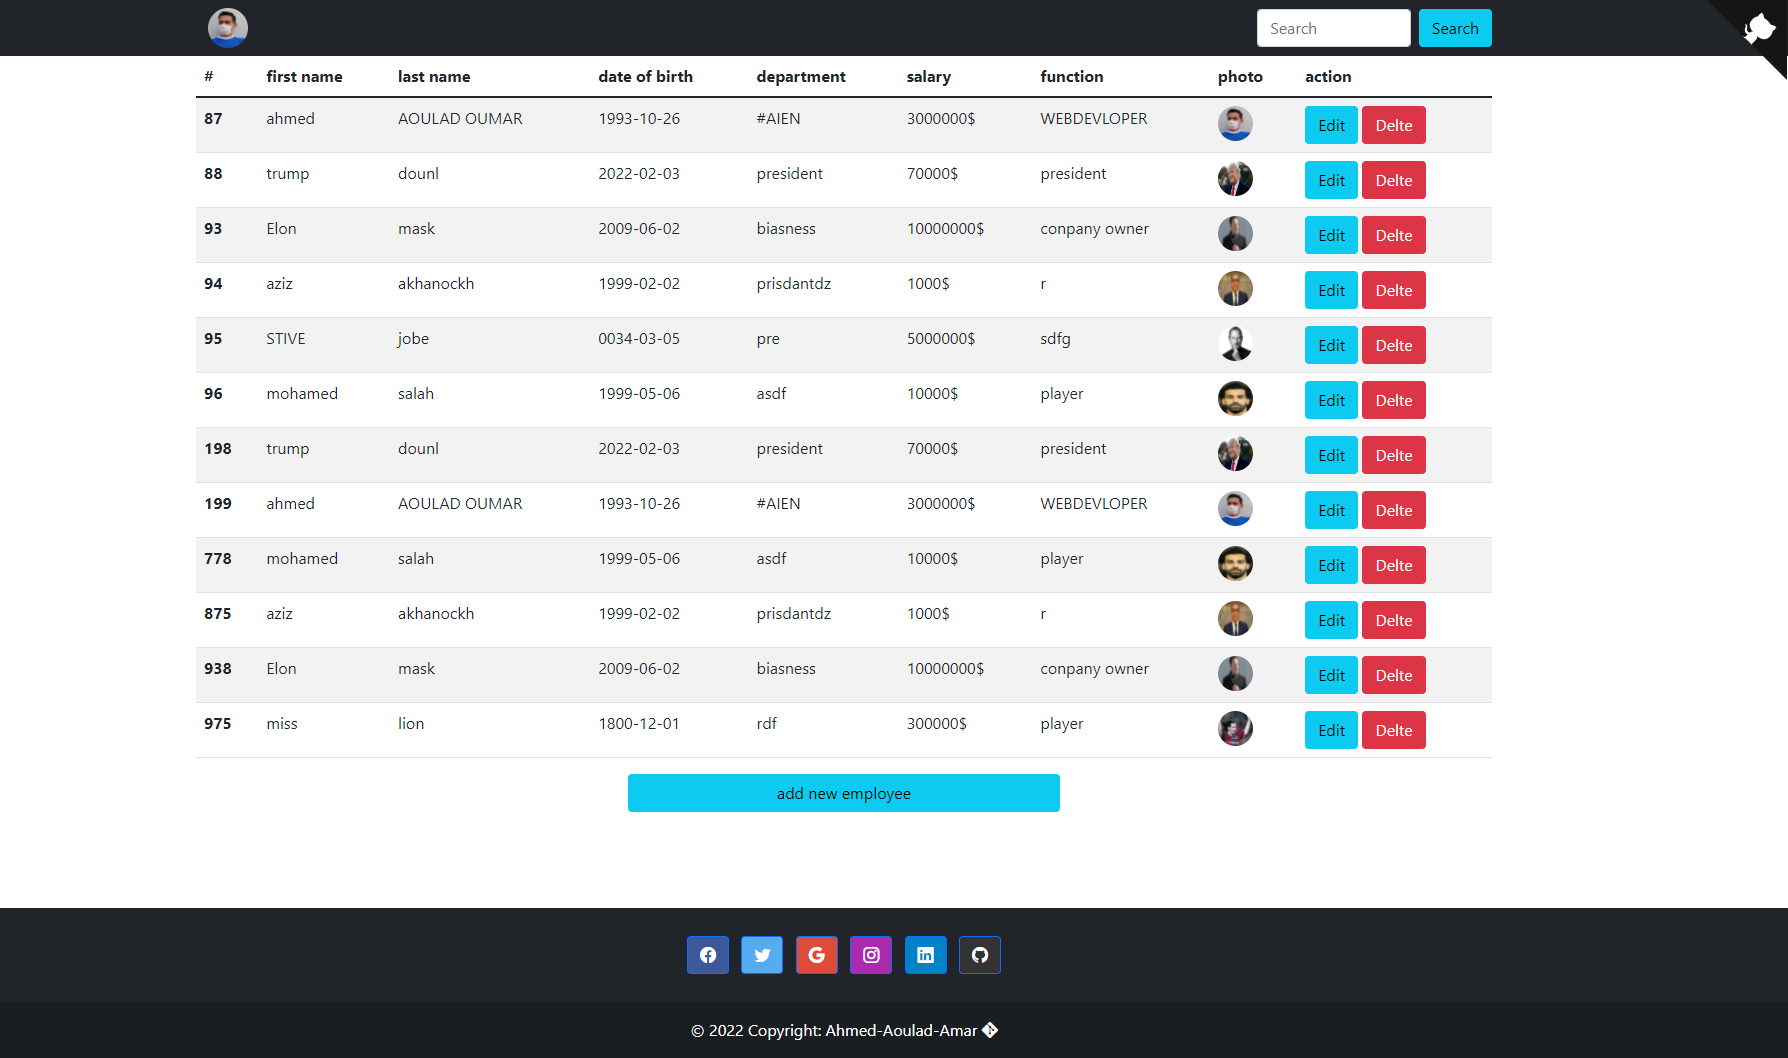 Search Search
# first name last name date of birth department salary function photo action
87 ahmed AOULAD OUMAR 1993-10-26 #AIEN 3000000$ WEBDEVLOPER Edit Delte
88 trump dounl 2022-02-03 president 70000$ president Edit Delte
93 Elon mask 2009-06-02 biasness 10000000$ conpany owner Edit Delte
94 aziz akhanockh 1999-02-02 prisdantdz 1000$ r Edit Delte
95 STIVE jobe 0034-03-05 pre 5000000$ sdfg Edit Delte
96 mohamed salah 1999-05-06 asdf 10000$ player Edit Delte
198 trump dounl 2022-02-03 president 70000$ president Edit Delte
199 ahmed AOULAD OUMAR 1993-10-26 #AIEN 3000000$ WEBDEVLOPER Edit Delte
778 mohamed salah 1999-05-06 asdf 10000$ player Edit Delte
875 aziz akhanockh 1999-02-02 prisdantdz 1000$ r Edit Delte
938 Elon mask 2009-06-02 biasness 10000000$ conpany owner Edit Delte
975 miss lion 1800-12-01 rdf 300000$ player Edit Delte
add new employee
© 2022 Copyright: Ahmed-Aoulad-Amar